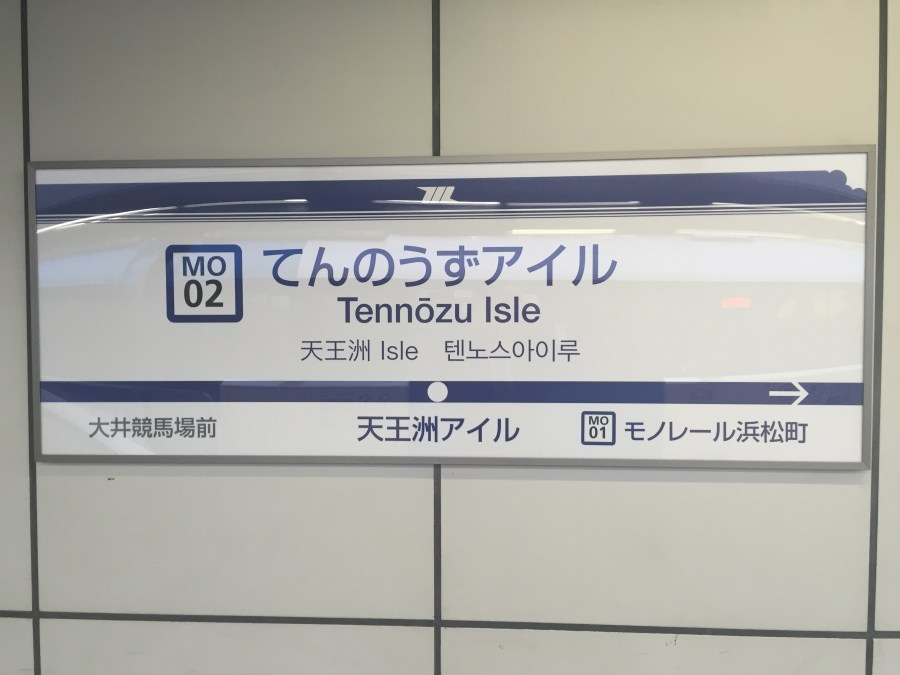 MO
02
てんのうずアイル
Tennōzu Isle
天王洲 Isle 텐노스아이루
大井競馬場前
天王洲アイル
MO
01
モノレール浜松町